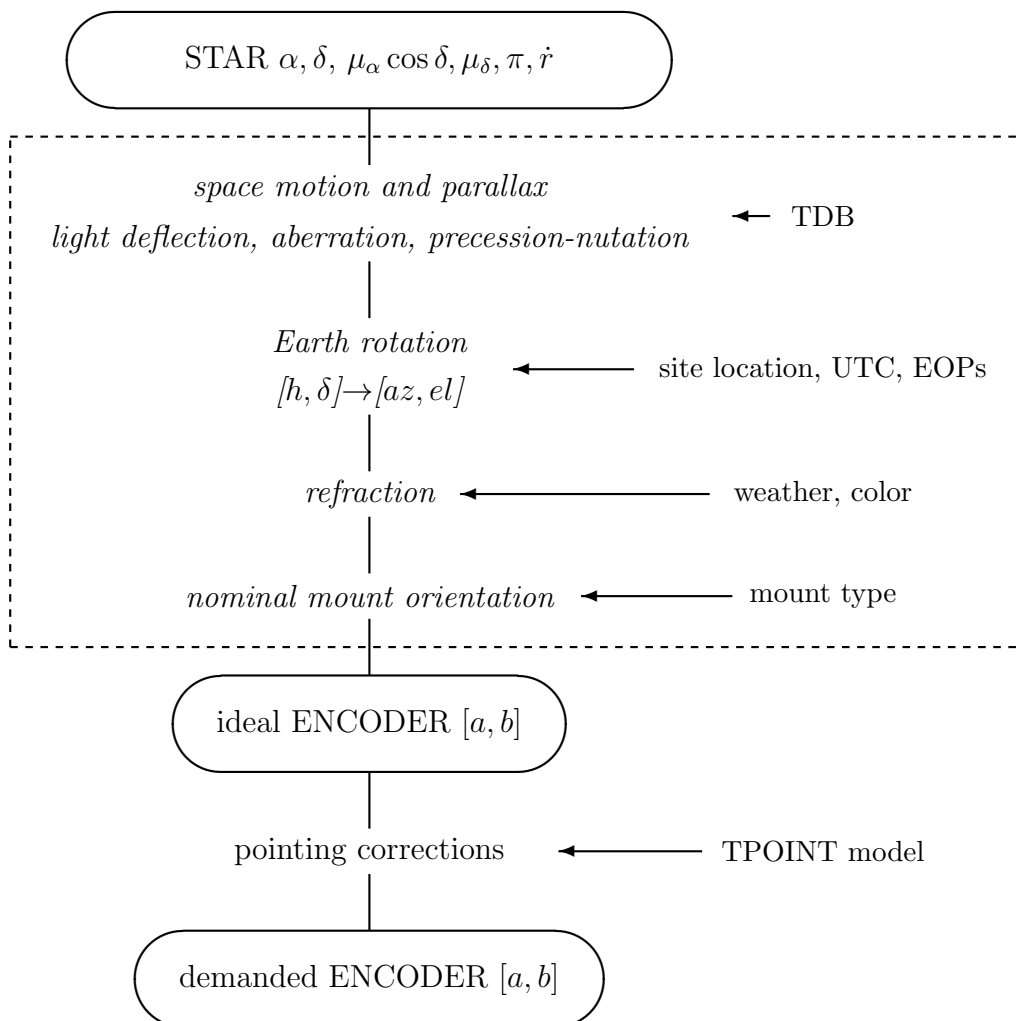 STAR α, δ, μ_α cos δ, μ_δ, π, ṙ
space motion and parallax
light deflection, aberration, precession-nutation
TDB
Earth rotation
[h, δ]→[az, el]
site location, UTC, EOPs
refraction
weather, color
nominal mount orientation
mount type
ideal ENCODER [a, b]
pointing corrections
TPOINT model
demanded ENCODER [a, b]